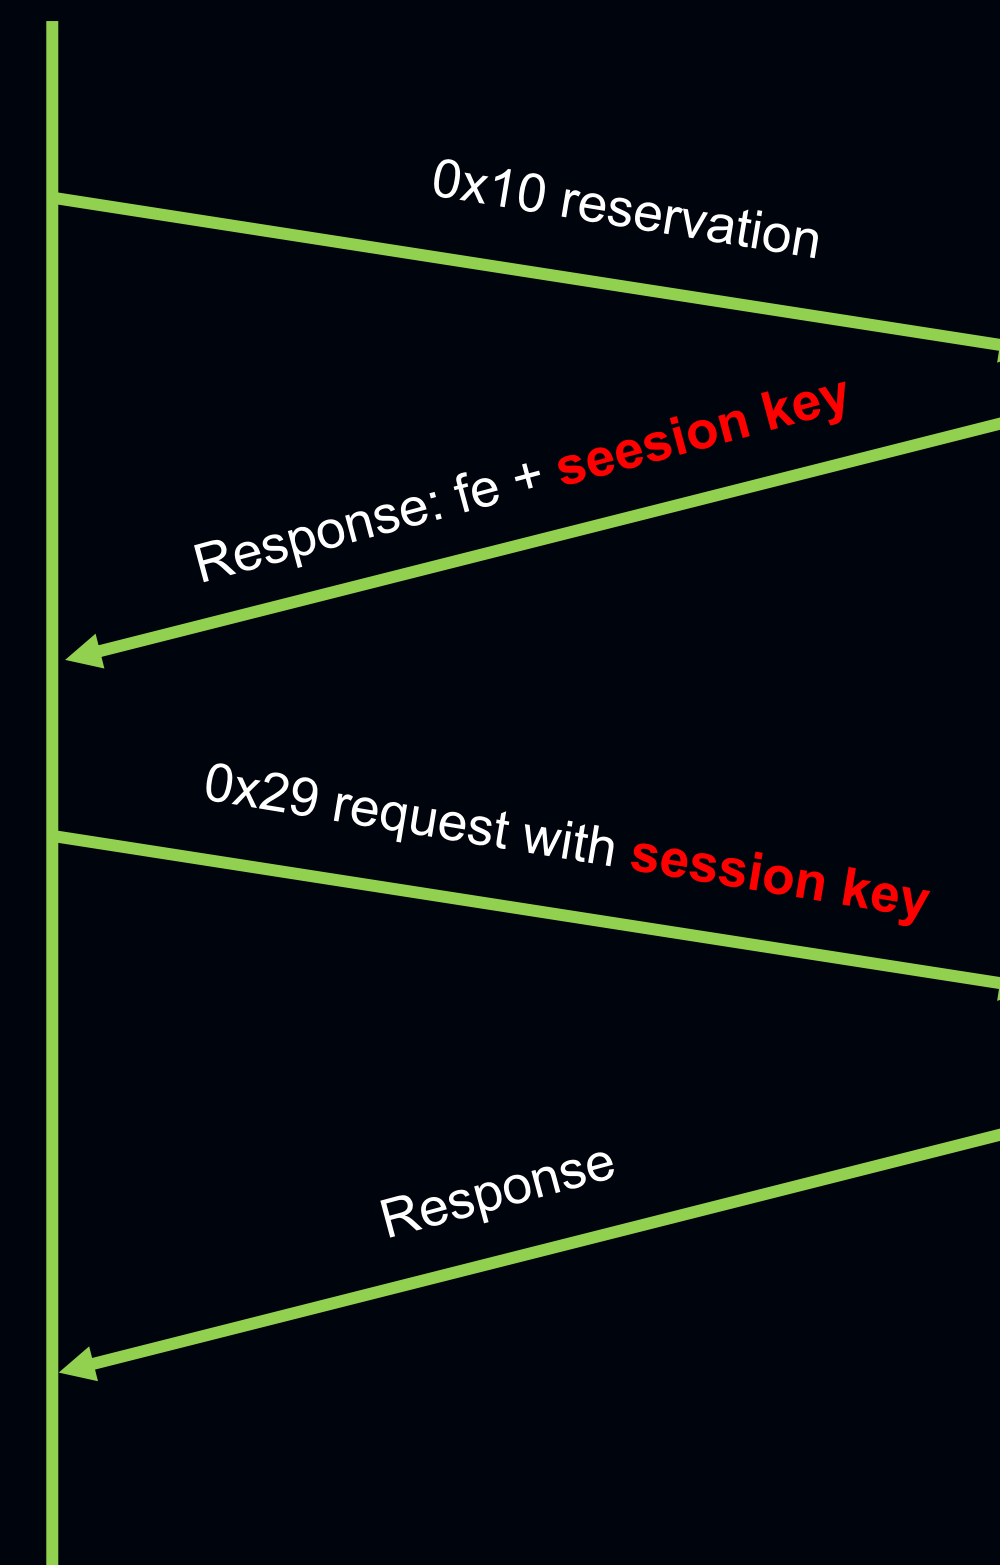 0x10 reservation
Response: fe + seesion key
0x29 request with session key
Response